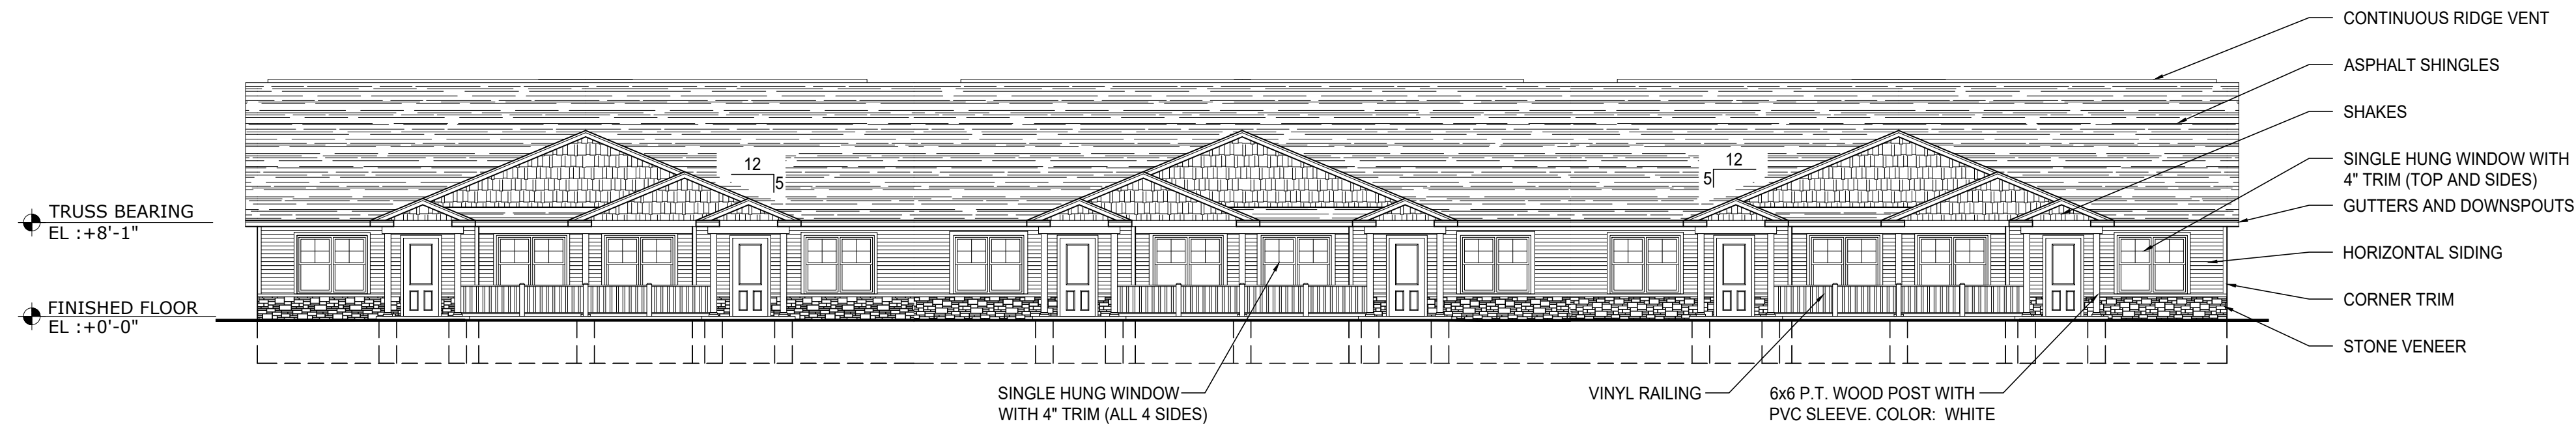 CONTINUOUS RIDGE VENT
ASPHALT SHINGLES
SHAKES
12
5
12
5
SINGLE HUNG WINDOW WITH
4" TRIM (TOP AND SIDES)
TRUSS BEARING
EL :+8'-1"
GUTTERS AND DOWNSPOUTS
HORIZONTAL SIDING
CORNER TRIM
FINISHED FLOOR
EL :+0'-0"
STONE VENEER
SINGLE HUNG WINDOW
WITH 4" TRIM (ALL 4 SIDES)
VINYL RAILING
6x6 P.T. WOOD POST WITH
PVC SLEEVE. COLOR: WHITE